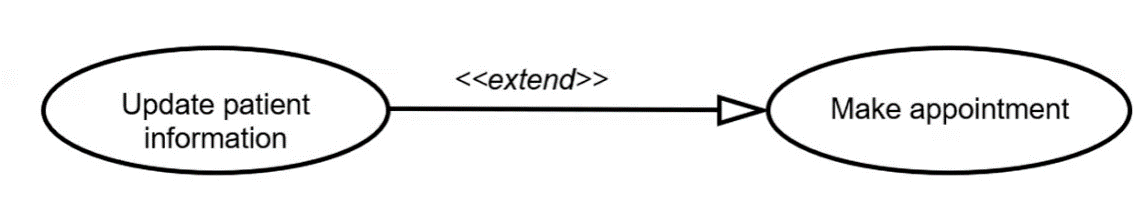 Update patient
information
<<extend>>
Make appointment